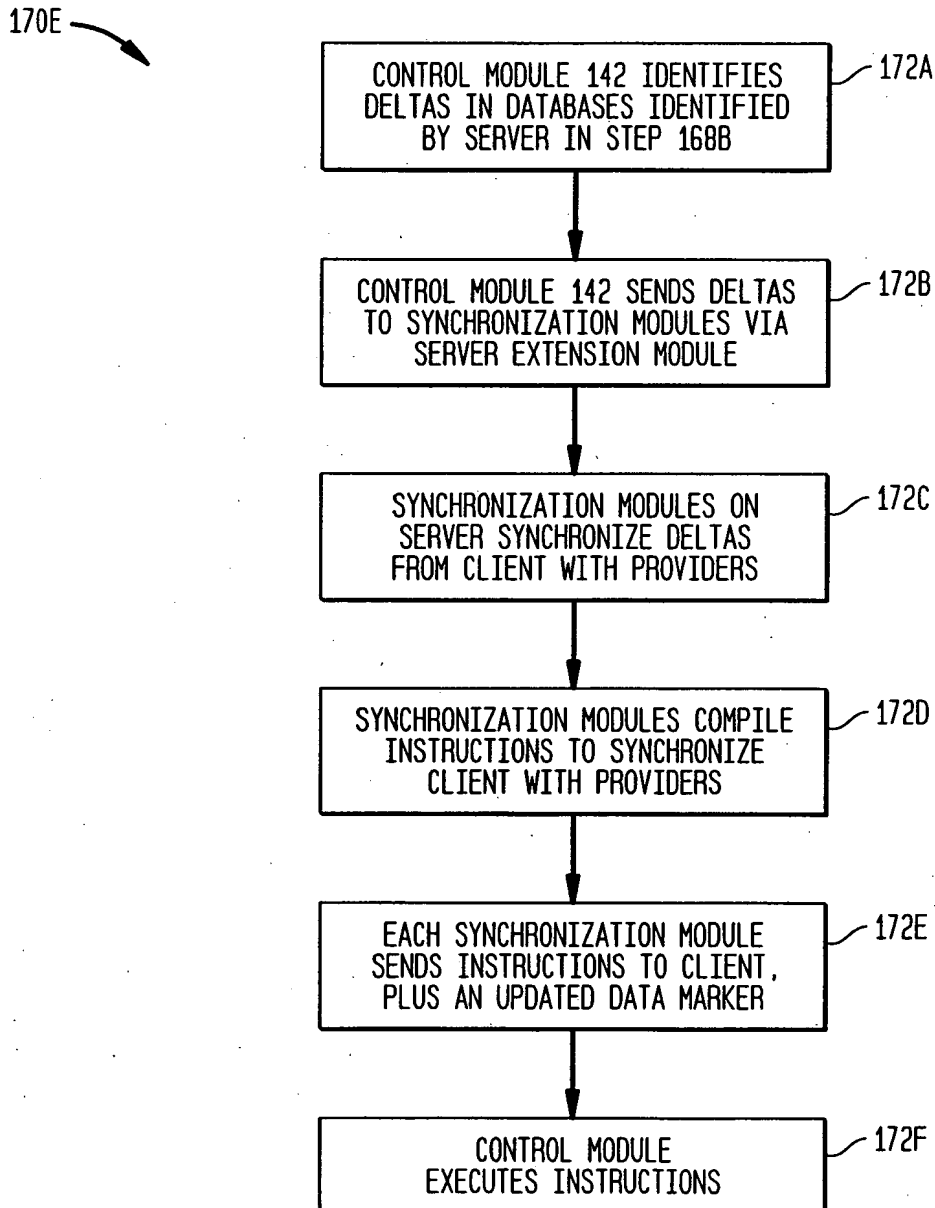 170E
CONTROL MODULE 142 IDENTIFIES
DELTAS IN DATABASES IDENTIFIED
BY SERVER IN STEP 168B
172A
CONTROL MODULE 142 SENDS DELTAS
TO SYNCHRONIZATION MODULES VIA
SERVER EXTENSION MODULE
172B
SYNCHRONIZATION MODULES ON
SERVER SYNCHRONIZE DELTAS
FROM CLIENT WITH PROVIDERS
172C
SYNCHRONIZATION MODULES COMPILE
INSTRUCTIONS TO SYNCHRONIZE
CLIENT WITH PROVIDERS
172D
EACH SYNCHRONIZATION MODULE
SENDS INSTRUCTIONS TO CLIENT,
PLUS AN UPDATED DATA MARKER
172E
CONTROL MODULE
EXECUTES INSTRUCTIONS
172F